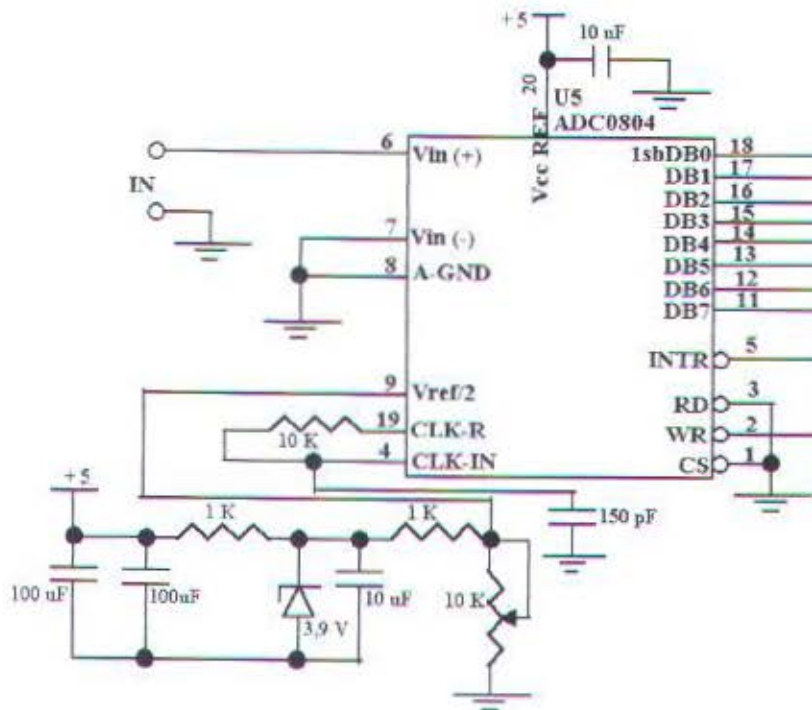 +5
10 uF
20
U5
ADC0804
Vcc REF
6
Vin (+)
1sbDB0
18
DB1
17
IN
DB2
16
DB3
15
7
Vin (-)
DB4
14
8
A-GND
DB5
13
DB6
12
DB7
11
INTR
5
9
Vref/2
RD
3
19
CLK-R
10 K
WR
2
4
CLK-IN
CS
1
+5
1 K
1 K
150 pF
100 uF
100uF
10 uF
10 K
3,9 V